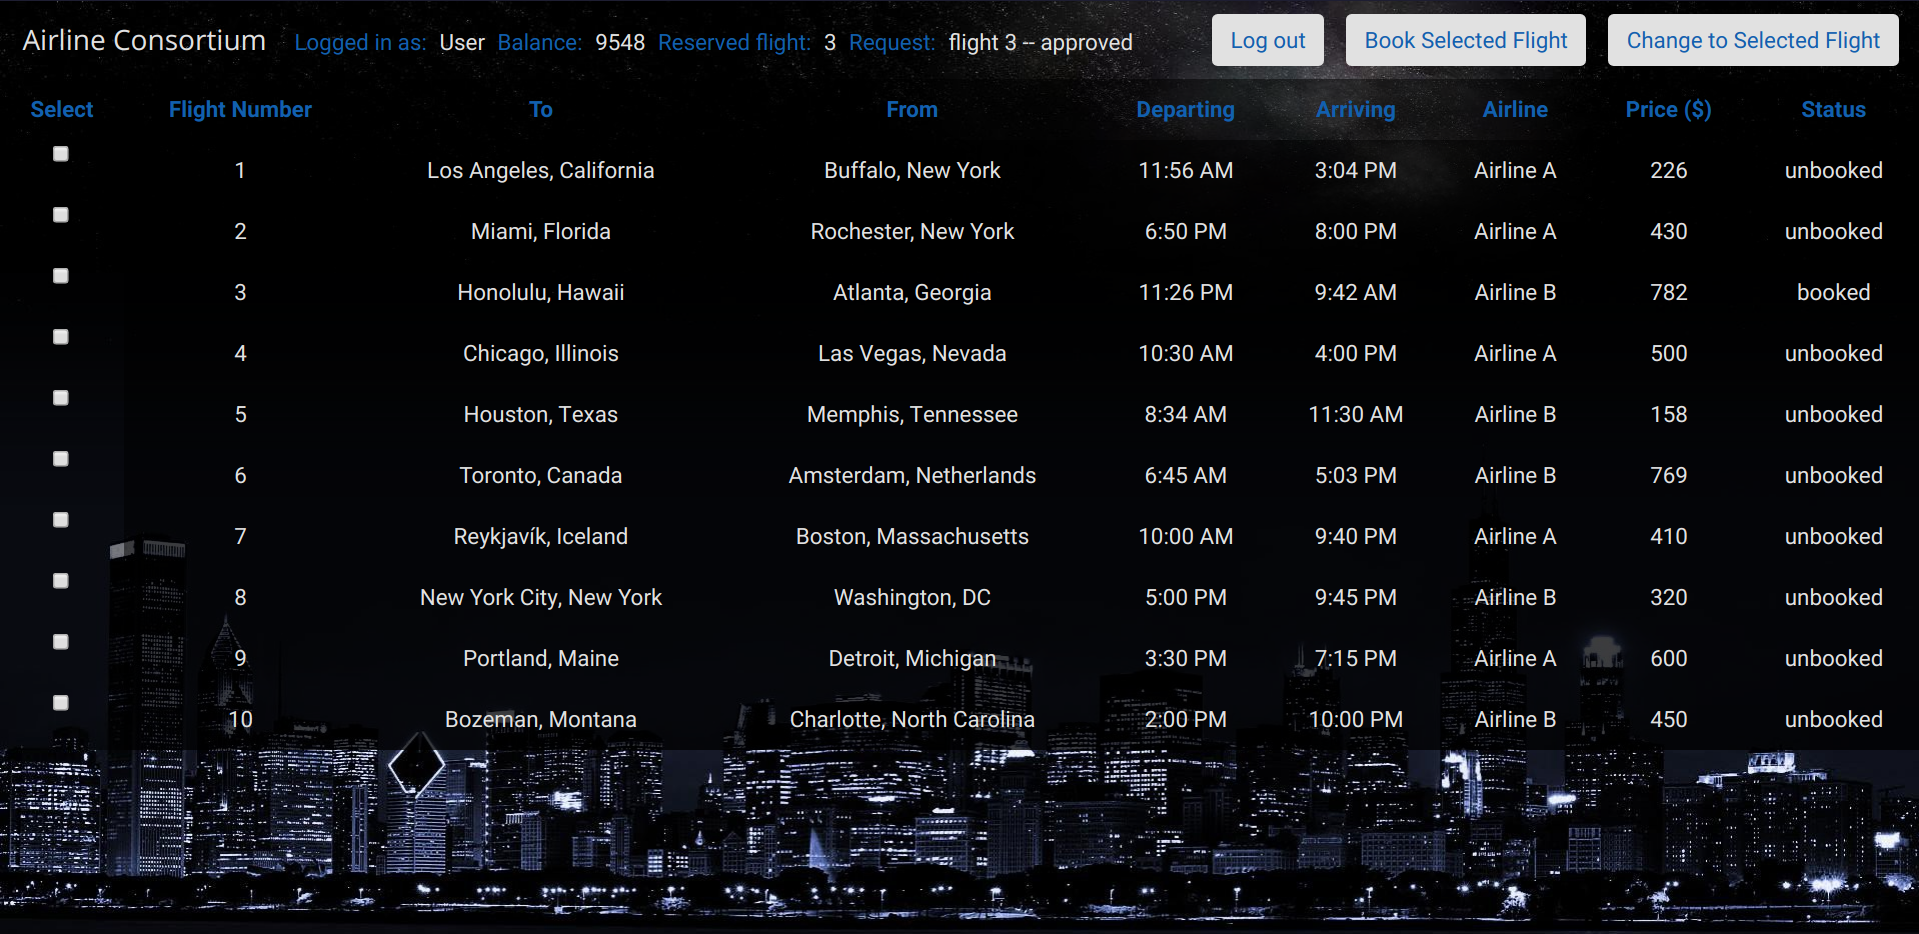 Airline Consortium Logged in as: User Balance: 9548 Reserved flight: 3 Request: flight 3 -- approved Log out Book Selected Flight Change to Selected Flight
Select Flight Number To From Departing Arriving Airline Price ($) Status
1 Los Angeles, California Buffalo, New York 11:56 AM 3:04 PM Airline A 226 unbooked
2 Miami, Florida Rochester, New York 6:50 PM 8:00 PM Airline A 430 unbooked
3 Honolulu, Hawaii Atlanta, Georgia 11:26 PM 9:42 AM Airline B 782 booked
4 Chicago, Illinois Las Vegas, Nevada 10:30 AM 4:00 PM Airline A 500 unbooked
5 Houston, Texas Memphis, Tennessee 8:34 AM 11:30 AM Airline B 158 unbooked
6 Toronto, Canada Amsterdam, Netherlands 6:45 AM 5:03 PM Airline B 769 unbooked
7 Reykjavík, Iceland Boston, Massachusetts 10:00 AM 9:40 PM Airline A 410 unbooked
8 New York City, New York Washington, DC 5:00 PM 9:45 PM Airline B 320 unbooked
9 Portland, Maine Detroit, Michigan 3:30 PM 7:15 PM Airline A 600 unbooked
10 Bozeman, Montana Charlotte, North Carolina 2:00 PM 10:00 PM Airline B 450 unbooked